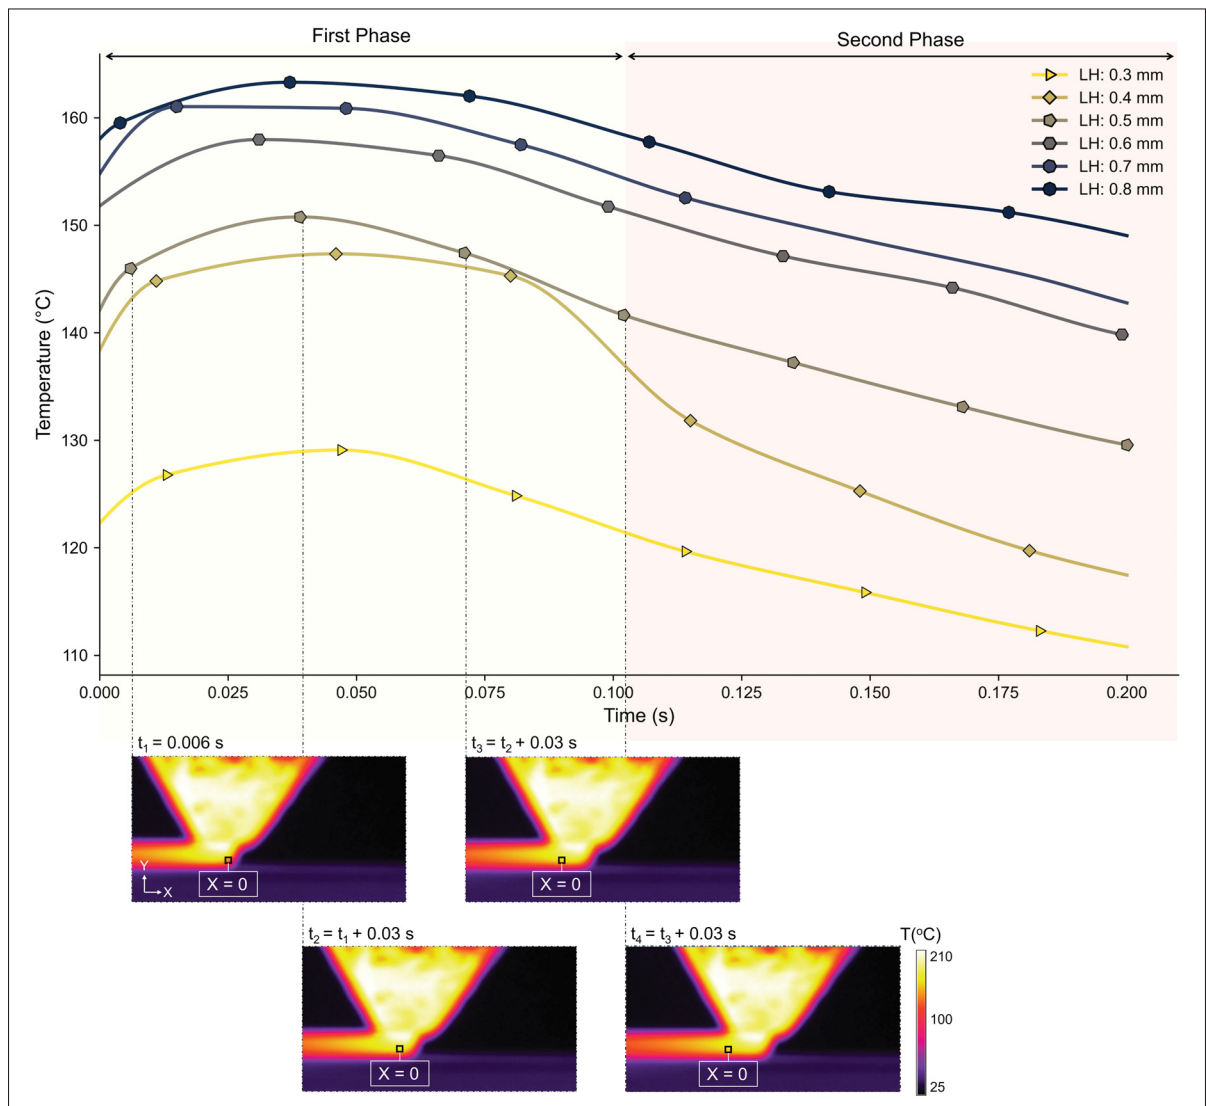 First Phase
Second Phase
LH: 0.3 mm
LH: 0.4 mm
LH: 0.5 mm
LH: 0.6 mm
LH: 0.7 mm
LH: 0.8 mm
Temperature (°C)
160
150
140
130
120
110
0.000 0.025 0.050 0.075 0.100 0.125 0.150 0.175 0.200
Time (s)
t1 = 0.006 s
t3 = t2 + 0.03 s
Y
X
X = 0
X = 0
t2 = t1 + 0.03 s
t4 = t3 + 0.03 s
T(°C)
210
100
25
X = 0
X = 0